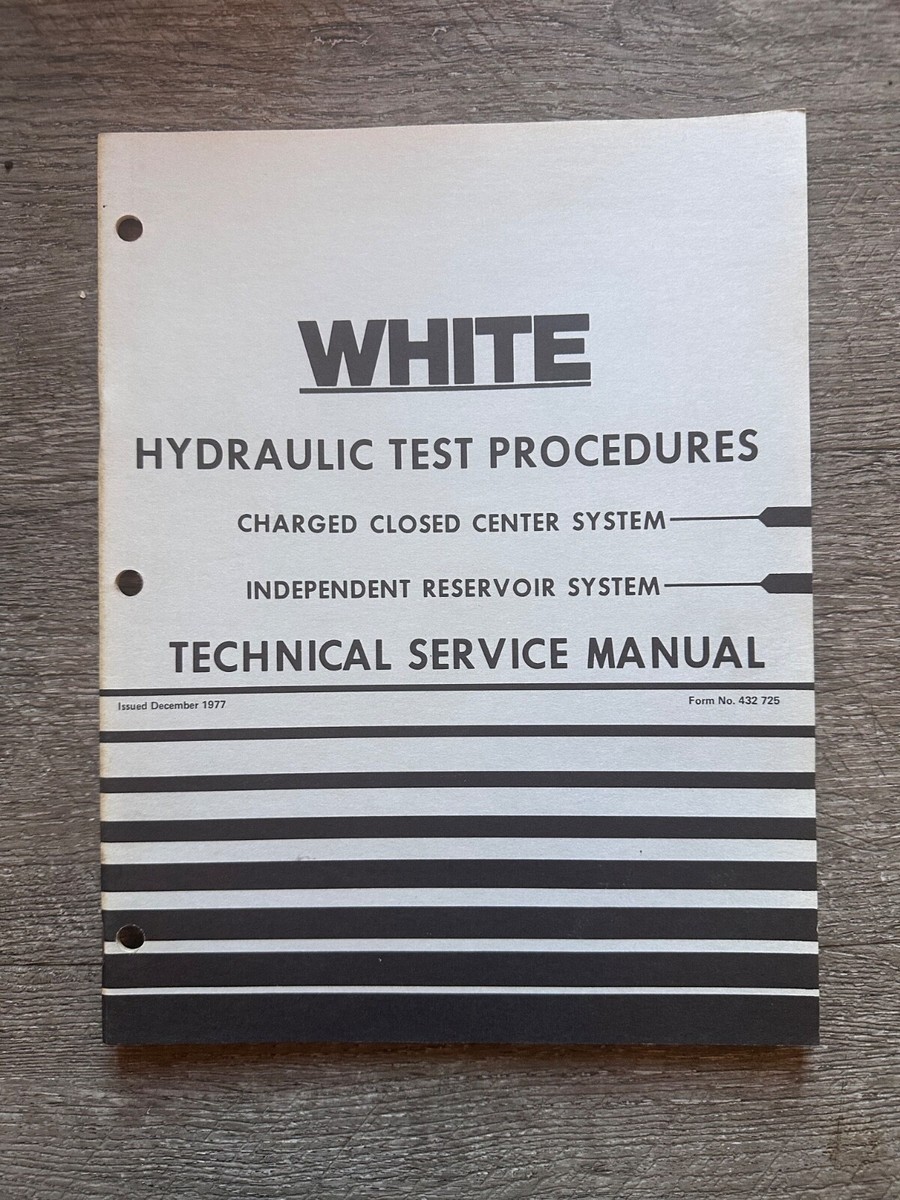 WHITE
HYDRAULIC TEST PROCEDURES
CHARGED CLOSED CENTER SYSTEM
INDEPENDENT RESERVOIR SYSTEM
TECHNICAL SERVICE MANUAL
Issued December 1977 Form No. 432 725